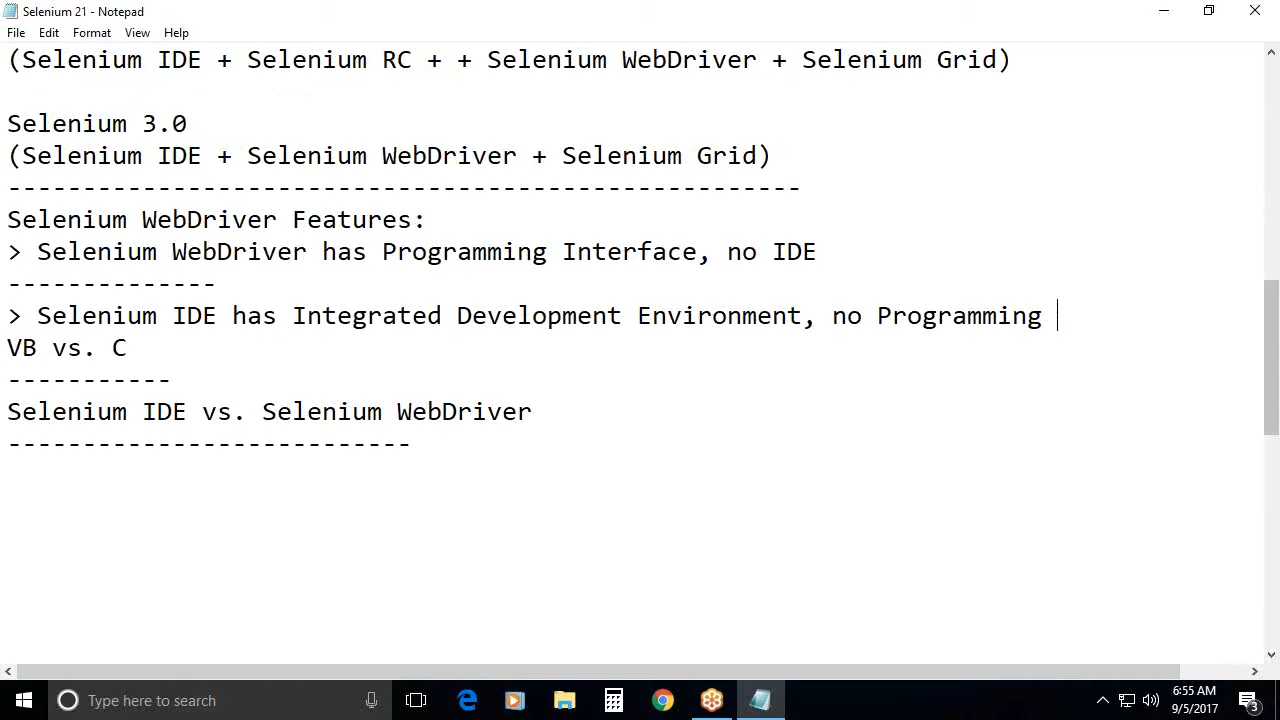 Selenium 21 - Notepad
File Edit Format View Help
(Selenium IDE + Selenium RC + + Selenium WebDriver + Selenium Grid)
Selenium 3.0
(Selenium IDE + Selenium WebDriver + Selenium Grid)
-----------------------------------------------------
Selenium WebDriver Features:
> Selenium WebDriver has Programming Interface, no IDE
--------------
> Selenium IDE has Integrated Development Environment, no Programming
VB vs. C
-----------
Selenium IDE vs. Selenium WebDriver
---------------------------
Type here to search
6:55 AM
9/5/2017
3